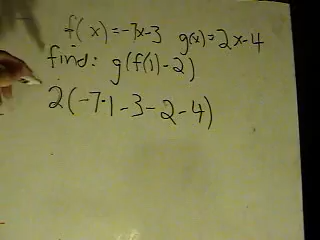 f(x)=-7x-3 g(x)=2x-4
find: g(f(1)-2)
2(-7·1-3-2-4)